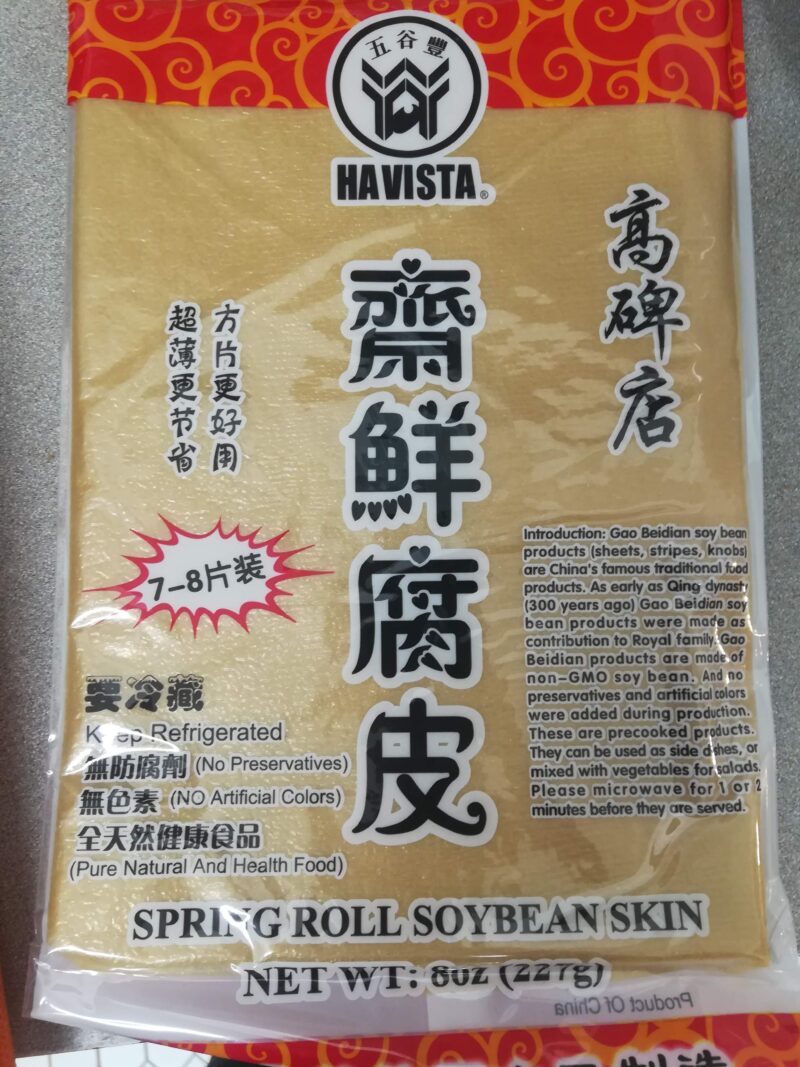 五谷豐
HAVISTA®
高碑店
齋鮮腐皮
方片更好用
超薄更节省
7-8片装
要冷藏
Keep Refrigerated
無防腐劑 (No Preservatives)
無色素 (NO Artificial Colors)
全天然健康食品
(Pure Natural And Health Food)
Introduction: Gao Beidian soy bean
products (sheets, stripes, knobs)
are China's famous traditional food
products. As early as Qing dynasty
(300 years ago) Gao Beidian soy
bean products were made as
contribution to Royal family. Gao
Beidian products are made of
non-GMO soy bean. And no
preservatives and artificial colors
were added during production.
These are precooked products.
They can be used as side dishes, or
mixed with vegetables for salads.
Please microwave for 1 or 2
minutes before they are served.
SPRING ROLL SOYBEAN SKIN
NET WT: 8oz (227g)
Product Of China
製造